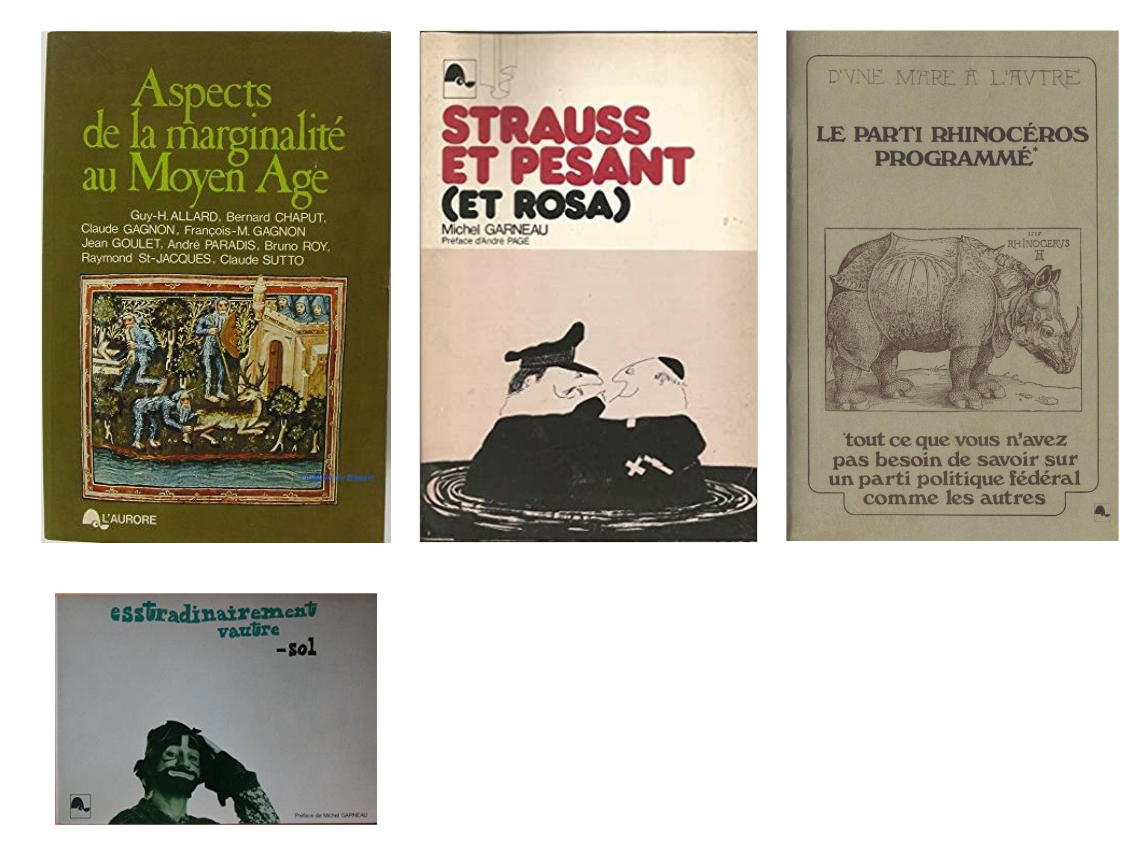 Aspects
de la marginalité
au Moyen Age
Guy-H. ALLARD, Bernard CHAPUT,
Claude GAGNON, François-M. GAGNON
Jean GOULET, André PARADIS, Bruno ROY,
Raymond St-JACQUES, Claude SUTTO
L'AURORE
STRAUSS
ET PESANT
(ET ROSA)
Michel GARNEAU
Préface d'André PAGÉ
D'VNE MARE A L'AVTRE
LE PARTI RHINOCÉROS
PROGRAMMÉ*
1515
RHINOCERVS
*tout ce que vous n'avez
pas besoin de savoir sur
un parti politique fédéral
comme les autres
esstradinairement
vautre
-sol
Préface de Michel GARNEAU